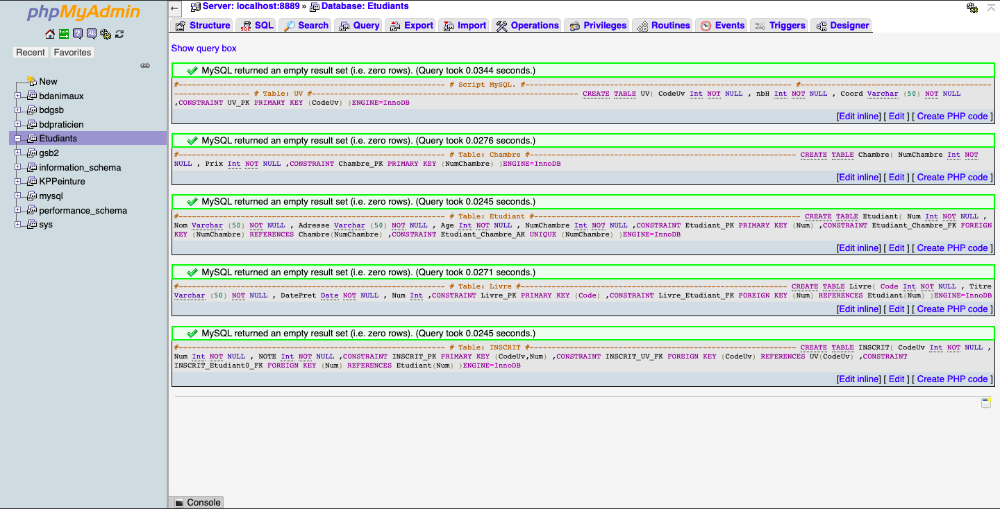 phpMyAdmin
Recent Favorites
New
bdanimaux
bdgsb
bdpraticien
Etudiants
gsb2
information_schema
KPPeinture
mysql
performance_schema
sys
Server: localhost:8889 » Database: Etudiants
Structure SQL Search Query Export Import Operations Privileges Routines Events Triggers Designer
Show query box
MySQL returned an empty result set (i.e. zero rows). (Query took 0.0344 seconds.)
#------------------------------------------------------------ # Script MySQL. #------------------------------------------------------------ #-------------------------------------------
----------------- # Table: UV #------------------------------------------------------------ CREATE TABLE UV( CodeUv Int NOT NULL , nbH Int NOT NULL , Coord Varchar (50) NOT NULL
,CONSTRAINT UV_PK PRIMARY KEY (CodeUv) )ENGINE=InnoDB
[Edit inline] [ Edit ] [ Create PHP code ]
MySQL returned an empty result set (i.e. zero rows). (Query took 0.0276 seconds.)
#------------------------------------------------------------ # Table: Chambre #------------------------------------------------------------ CREATE TABLE Chambre( NumChambre Int NOT
NULL , Prix Int NOT NULL ,CONSTRAINT Chambre_PK PRIMARY KEY (NumChambre) )ENGINE=InnoDB
[Edit inline] [ Edit ] [ Create PHP code ]
MySQL returned an empty result set (i.e. zero rows). (Query took 0.0245 seconds.)
#------------------------------------------------------------ # Table: Etudiant #------------------------------------------------------------ CREATE TABLE Etudiant( Num Int NOT NULL ,
Nom Varchar (50) NOT NULL , Adresse Varchar (50) NOT NULL , Age Int NOT NULL , NumChambre Int NOT NULL ,CONSTRAINT Etudiant_PK PRIMARY KEY (Num) ,CONSTRAINT Etudiant_Chambre_FK FOREIGN
KEY (NumChambre) REFERENCES Chambre(NumChambre) ,CONSTRAINT Etudiant_Chambre_AK UNIQUE (NumChambre) )ENGINE=InnoDB
[Edit inline] [ Edit ] [ Create PHP code ]
MySQL returned an empty result set (i.e. zero rows). (Query took 0.0271 seconds.)
#------------------------------------------------------------ # Table: Livre #------------------------------------------------------------ CREATE TABLE Livre( Code Int NOT NULL , Titre
Varchar (50) NOT NULL , DatePret Date NOT NULL , Num Int ,CONSTRAINT Livre_PK PRIMARY KEY (Code) ,CONSTRAINT Livre_Etudiant_FK FOREIGN KEY (Num) REFERENCES Etudiant(Num) )ENGINE=InnoDB
[Edit inline] [ Edit ] [ Create PHP code ]
MySQL returned an empty result set (i.e. zero rows). (Query took 0.0245 seconds.)
#------------------------------------------------------------ # Table: INSCRIT #------------------------------------------------------------ CREATE TABLE INSCRIT( CodeUv Int NOT NULL ,
Num Int NOT NULL , NOTE Int NOT NULL ,CONSTRAINT INSCRIT_PK PRIMARY KEY (CodeUv,Num) ,CONSTRAINT INSCRIT_UV_FK FOREIGN KEY (CodeUv) REFERENCES UV(CodeUv) ,CONSTRAINT
INSCRIT_Etudiant0_FK FOREIGN KEY (Num) REFERENCES Etudiant(Num) )ENGINE=InnoDB
[Edit inline] [ Edit ] [ Create PHP code ]
Console